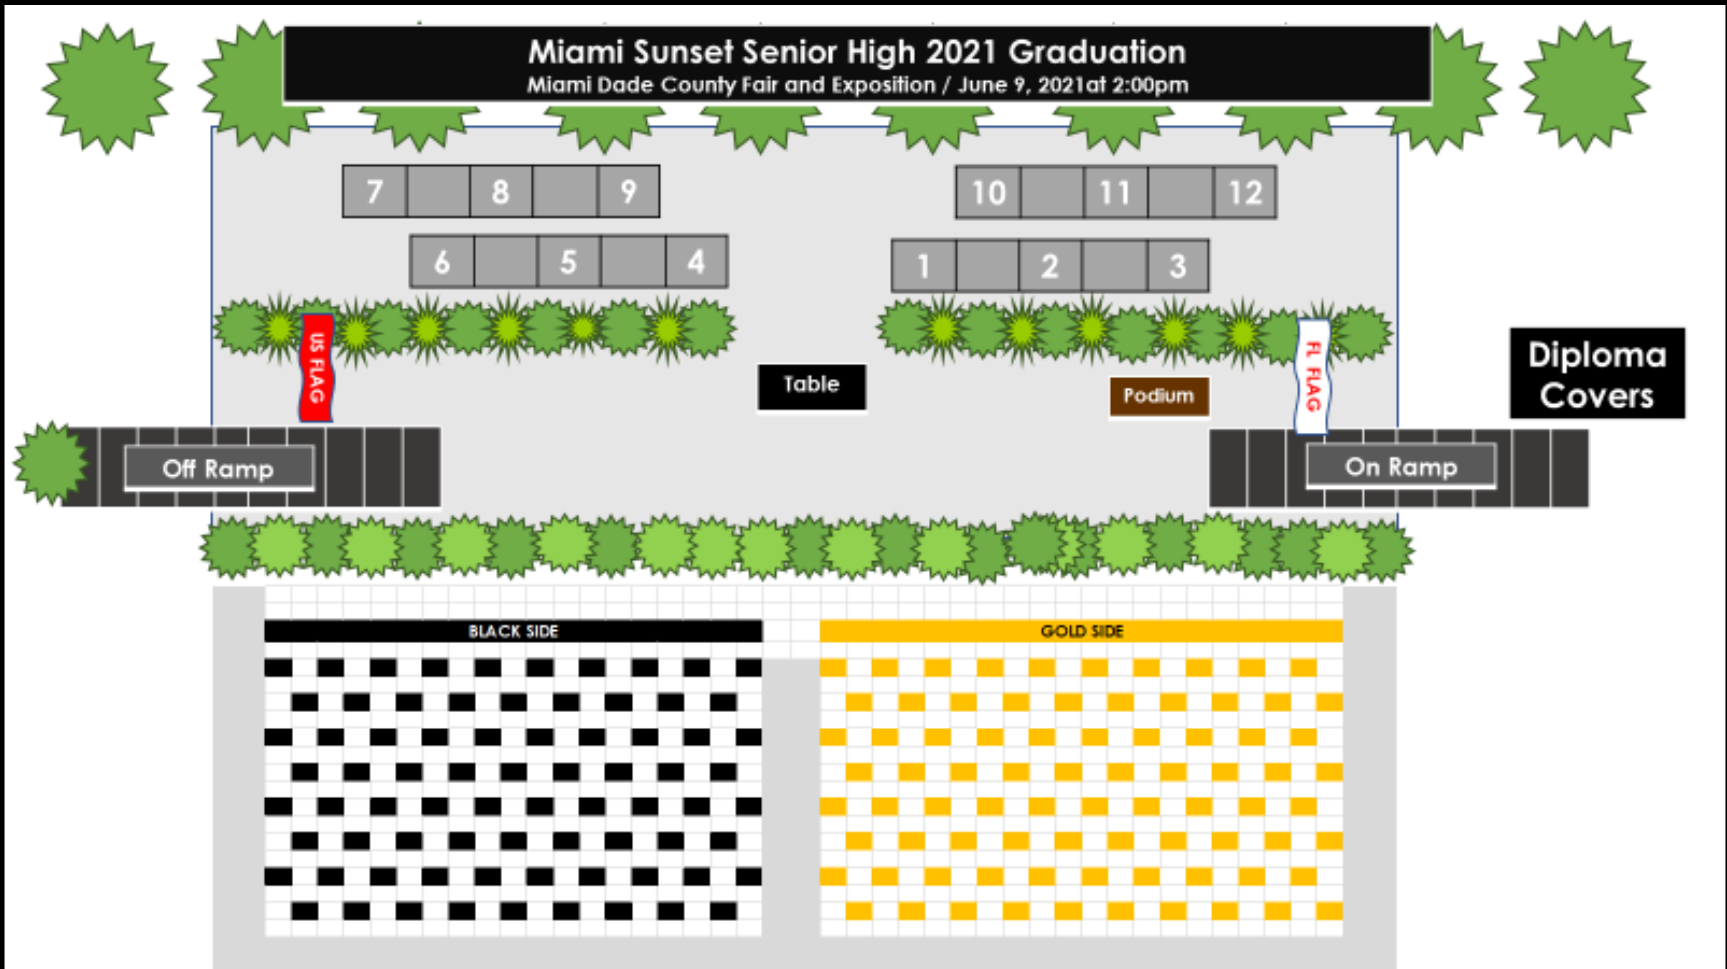 Miami Sunset Senior High 2021 Graduation
Miami Dade County Fair and Exposition / June 9, 2021at 2:00pm
7 8 9 10 11 12
6 5 4 1 2 3
US FLAG
FL FLAG
Table
Podium
Diploma
Covers
Off Ramp
On Ramp
BLACK SIDE
GOLD SIDE